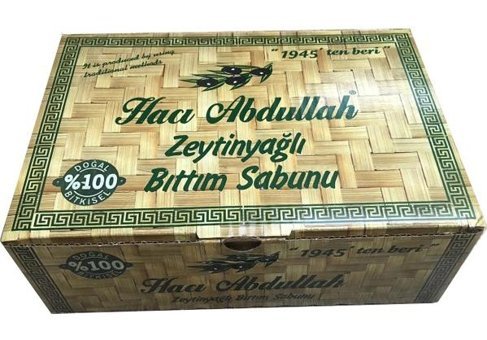 It is produced by using
traditional methods.
"1945' ten beri"
Hacı Abdullah®
Zeytinyağlı
Bıttım Sabunu
DOĞAL
%100
BİTKİSEL
"1945' ten beri"
Hacı Abdullah
Zeytinyağlı Bıttım Sabunu
DOĞAL
%100